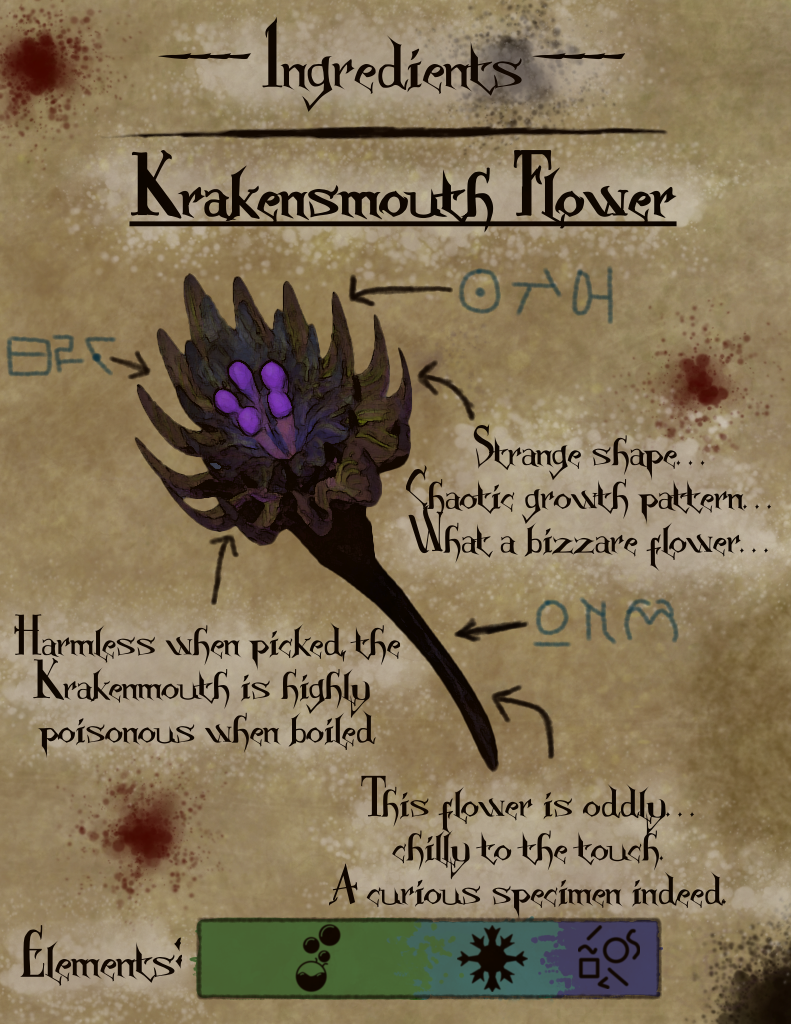 Ingredients
Krakensmouth Flower
Strange shape...
Chaotic growth pattern...
What a bizzare flower...
Harmless when picked, the
Krakenmouth is highly
poisonous when boiled.
This flower is oddly...
chilly to the touch.
A curious specimen indeed.
Elements: